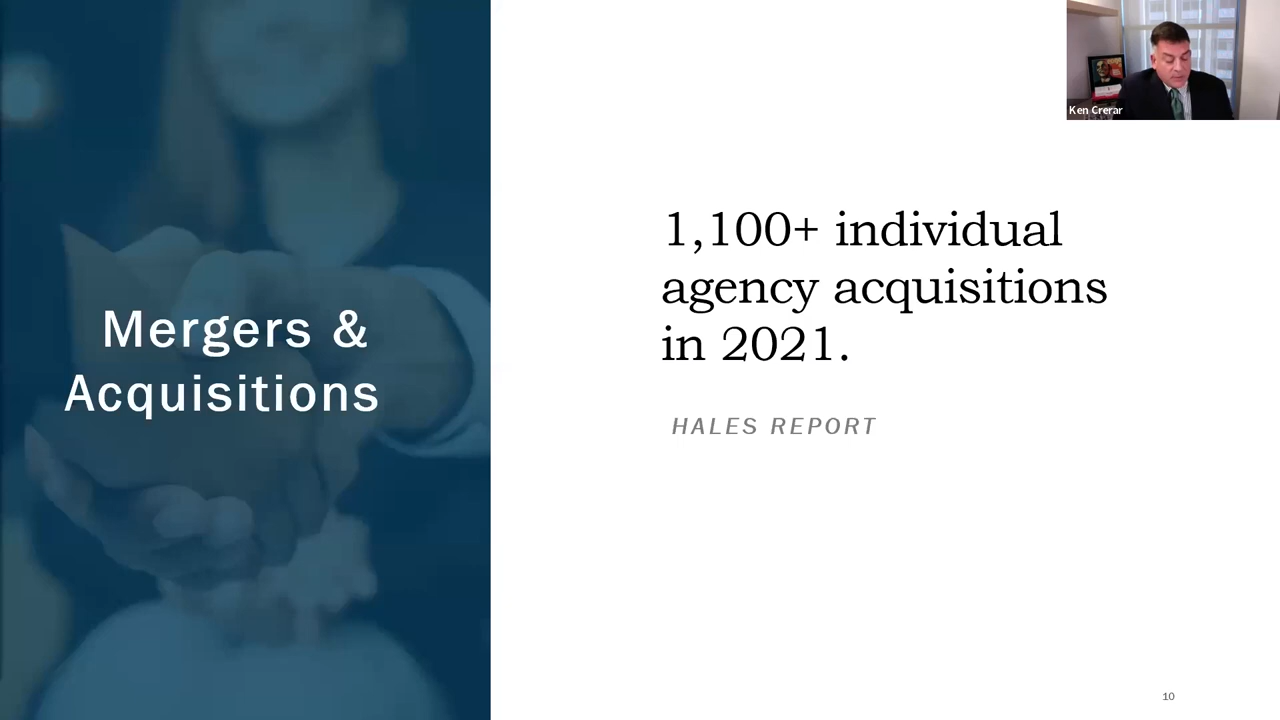 Ken Crerar
Mergers &
Acquisitions
1,100+ individual
agency acquisitions
in 2021.
HALES REPORT
10